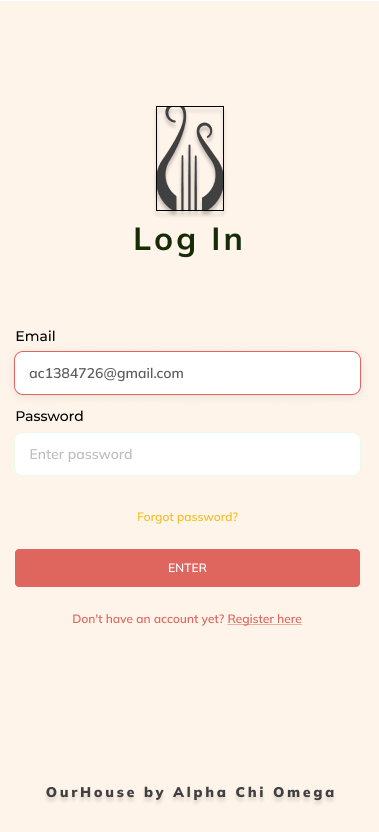 Log In
Email
ac1384726@gmail.com
Password
Enter password
Forgot password?
ENTER
Don't have an account yet? Register here
OurHouse by Alpha Chi Omega